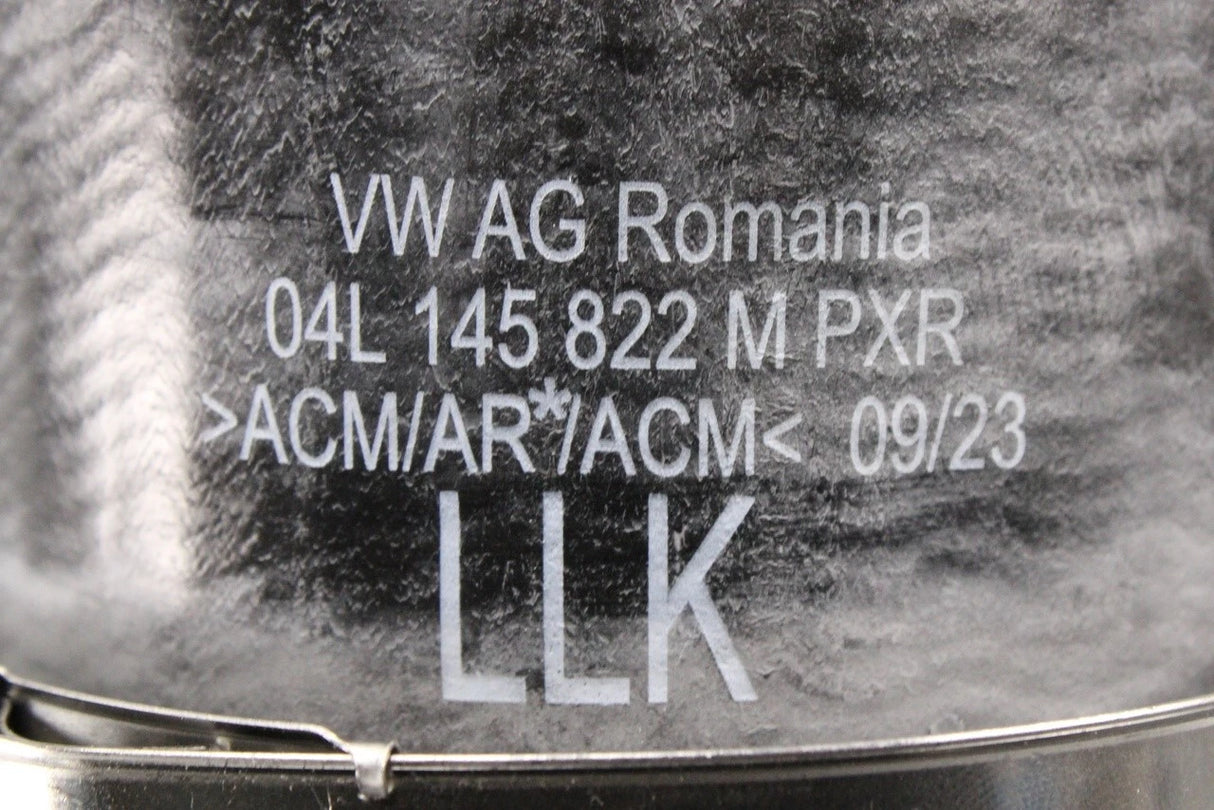 VW AG Romania
04L 145 822 M PXR
>ACM/AR*/ACM< 09/23
LLK